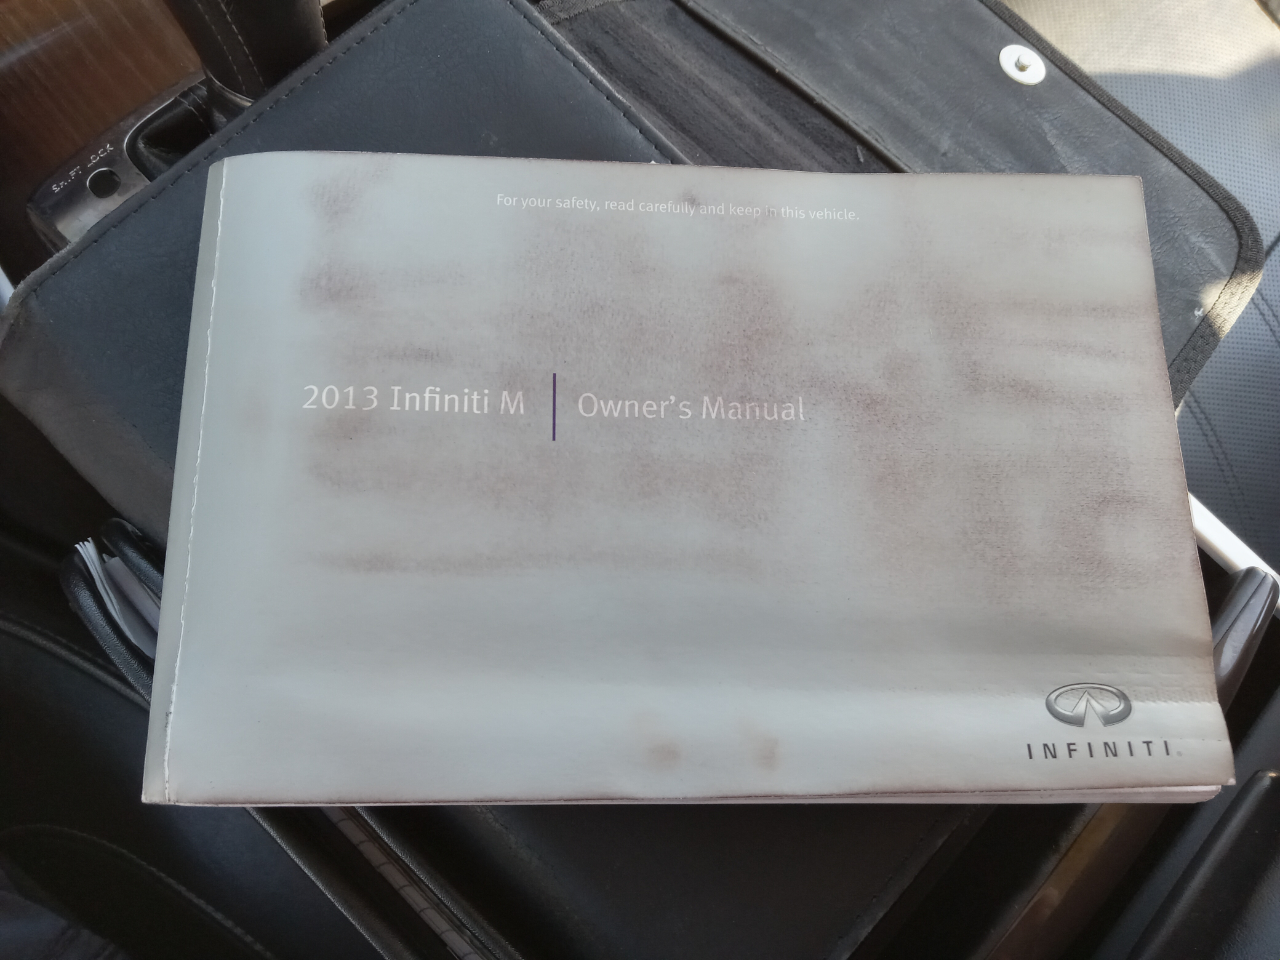 SHIFT LOCK
For your safety, read carefully and keep in this vehicle.
2013 Infiniti M | Owner's Manual
INFINITI®